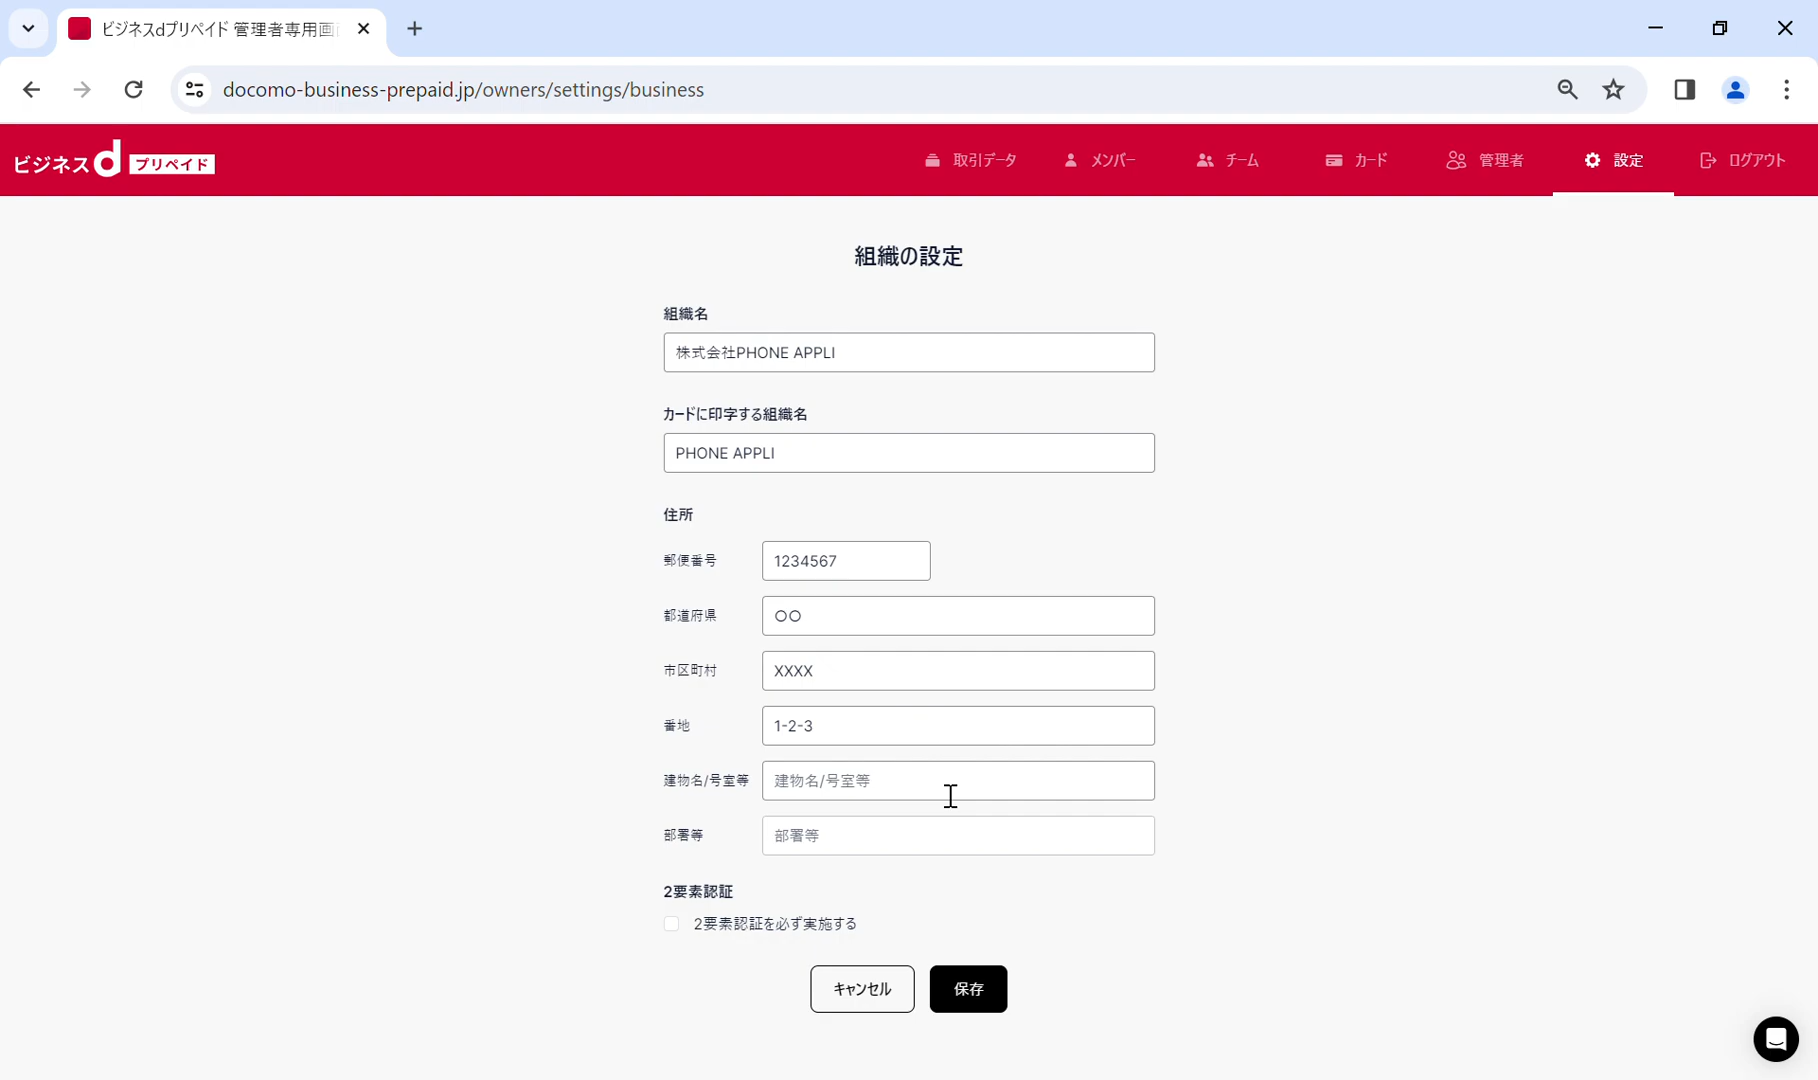 ビジネスdプリペイド 管理者専用画
docomo-business-prepaid.jp/owners/settings/business
ビジネスdプリペイド
取引データ
メンバー
チーム
カード
管理者
設定
ログアウト
組織の設定
組織名
株式会社PHONE APPLI
カードに印字する組織名
PHONE APPLI
住所
郵便番号 1234567
都道府県 〇〇
市区町村 XXXX
番地 1-2-3
建物名/号室等 建物名/号室等
部署等 部署等
2要素認証
2要素認証を必ず実施する
キャンセル 保存